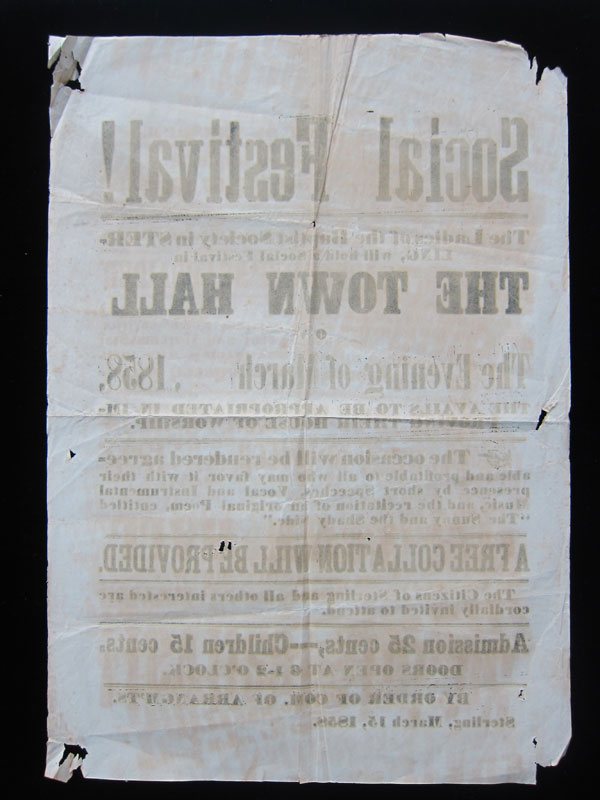 Social Festival!
The Ladies of the Baptist Society in STER-
LING, will hold a Social Festival in
THE TOWN HALL,
on
The Evening of March , 1858,
THE AVAILS TO BE APPROPRIATED IN IM-
THEIR HOUSE OF WORSHIP.
The occasion will be rendered agree-
able and profitable to all who may favor it with their
presence by short Speeches, Vocal and Instrumental
Music, and the recitation of an original Poem, entitled
"The Sunny and the Shady side."
A FREE COLLATION WILL BE PROVIDED.
The Citizens of Sterling and all others interested are
cordially invited to attend.
Admission 25 cents,--Children 15 cents.
DOORS OPEN AT 6 1-2 O'CLOCK.
BY ORDER OF COM. OF ARRANG'TS.
Sterling, March, 15, 1858.